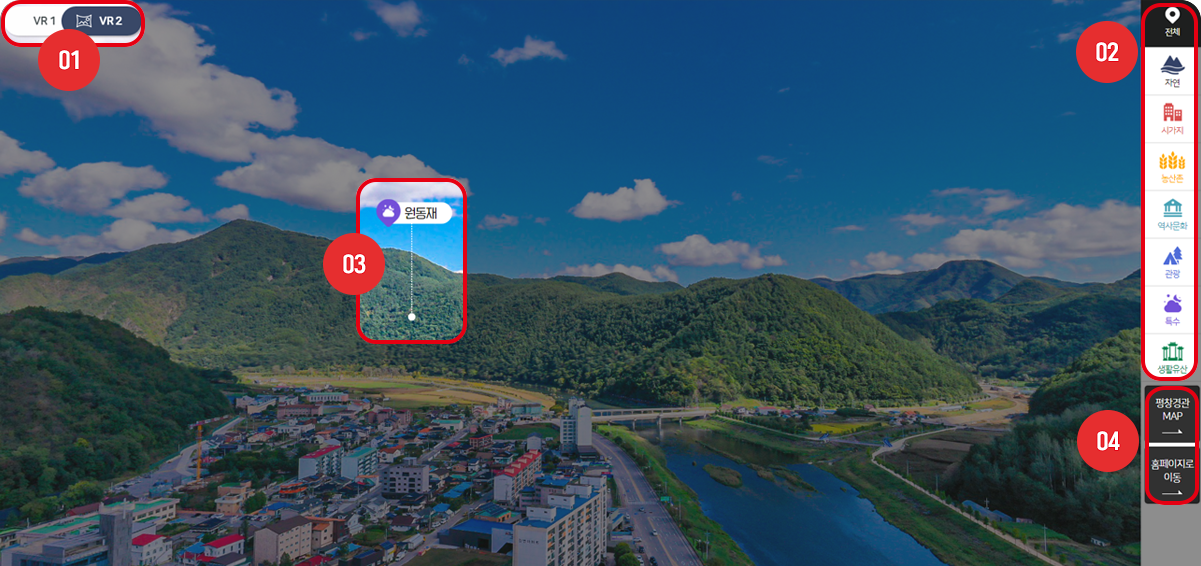 VR 1
VR 2
01
02
전체
자연
시가지
농산촌
역사문화
관광
특수
생활유산
원동재
03
04
평창경관
MAP
홈페이지로
이동